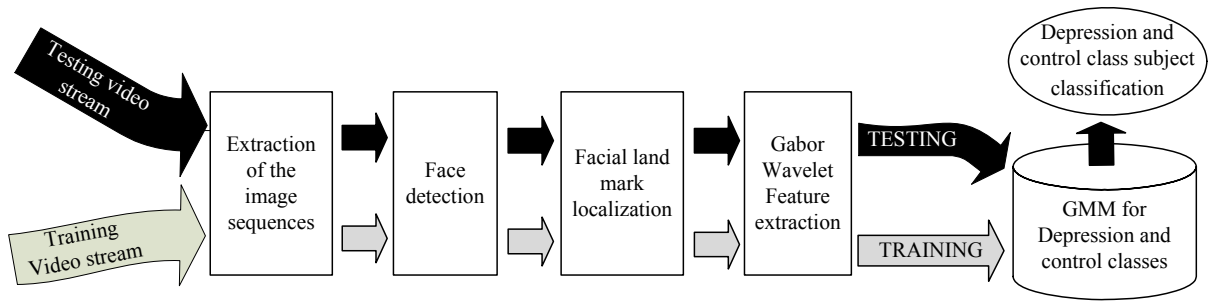 Testing video
stream
Training
Video stream
Extraction
of the
image
sequences
Face
detection
Facial land
mark
localization
Gabor
Wavelet
Feature
extraction
TESTING
TRAINING
Depression and
control class subject
classification
GMM for
Depression and
control classes